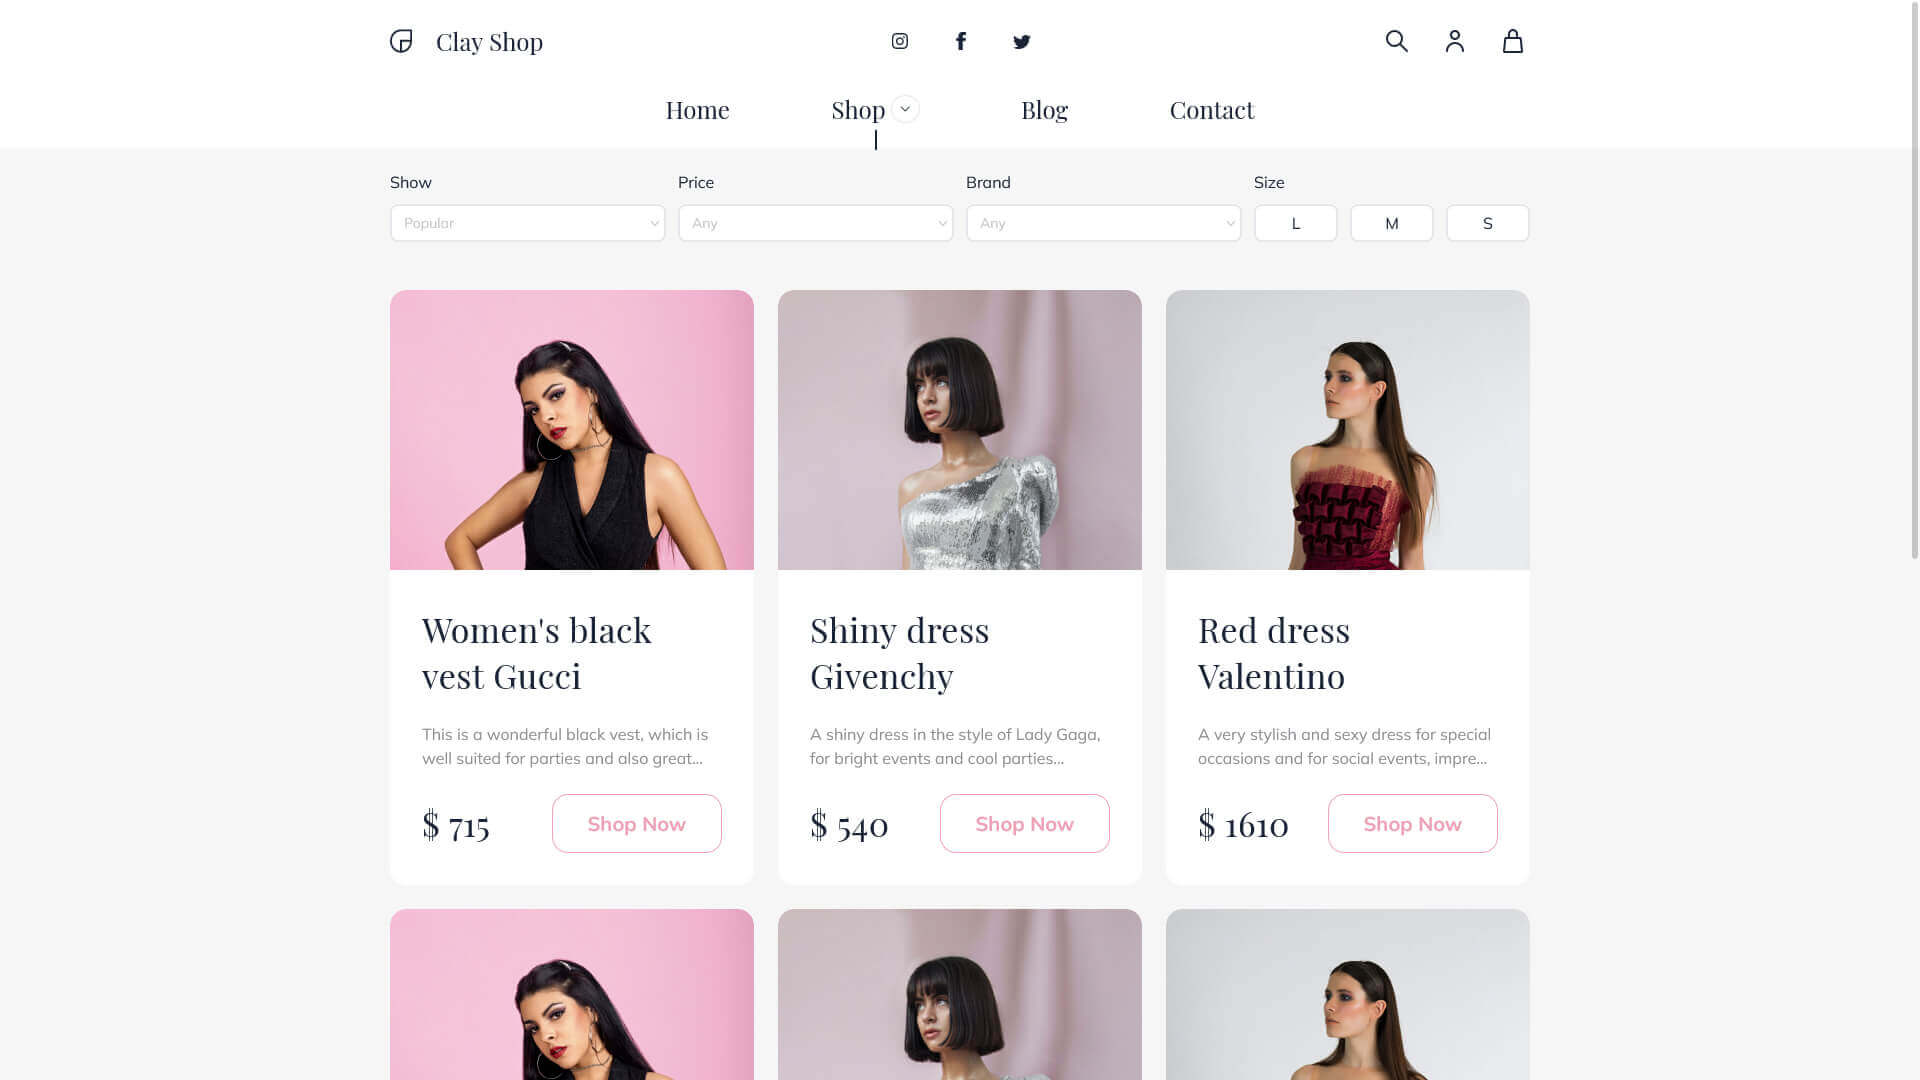 Clay Shop
Home Shop Blog Contact
Show Price Brand Size
Popular Any Any L M S
Women's black
vest Gucci
This is a wonderful black vest, which is
well suited for parties and also great...
$ 715 Shop Now
Shiny dress
Givenchy
A shiny dress in the style of Lady Gaga,
for bright events and cool parties...
$ 540 Shop Now
Red dress
Valentino
A very stylish and sexy dress for special
occasions and for social events, impre...
$ 1610 Shop Now